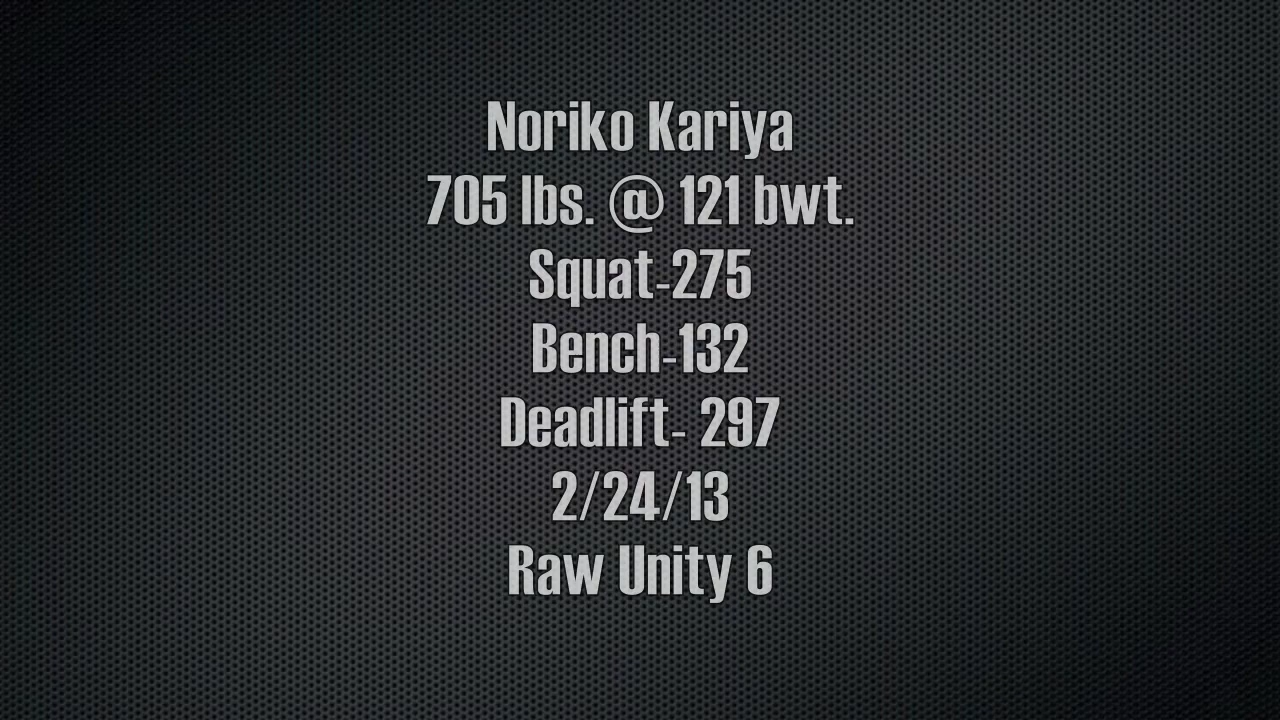 Noriko Kariya
705 lbs. @ 121 bwt.
Squat-275
Bench-132
Deadlift- 297
2/24/13
Raw Unity 6